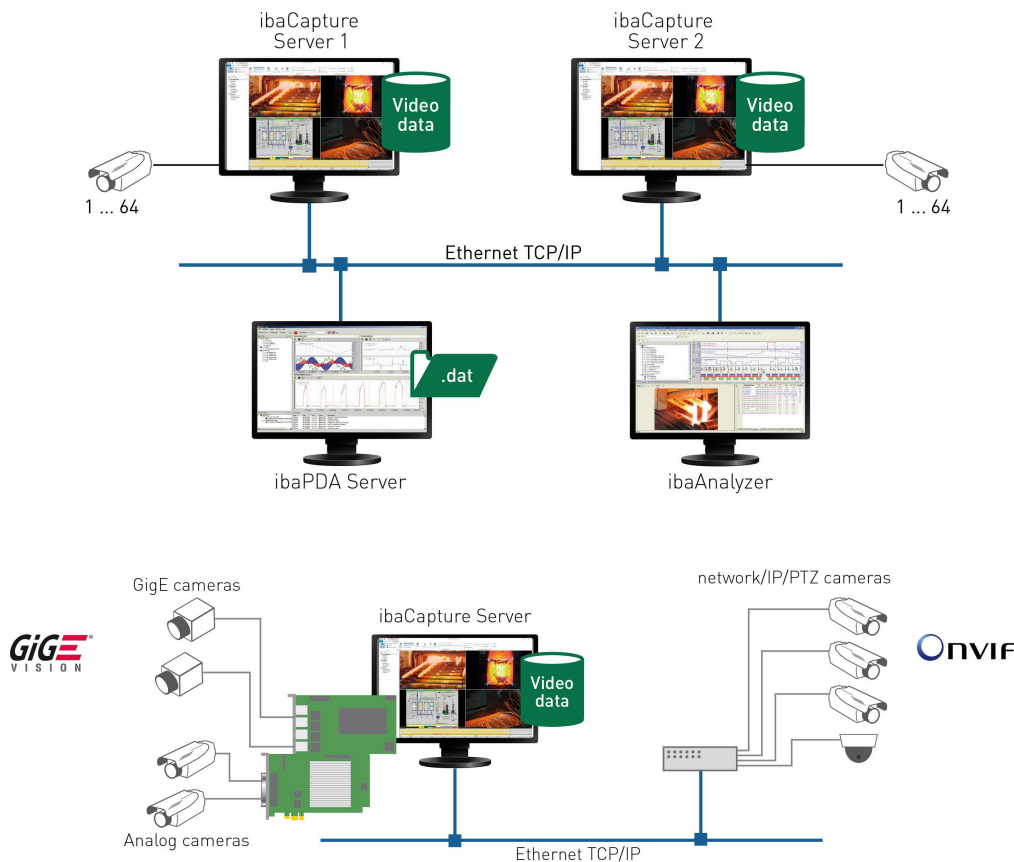 ibaCapture
Server 1
ibaCapture
Server 2
Video
data
Video
data
1 ... 64
1 ... 64
Ethernet TCP/IP
.dat
ibaPDA Server
ibaAnalyzer
GigE cameras
network/IP/PTZ cameras
ibaCapture Server
GiGE
VISION
ONVIF
Video
data
Analog cameras
Ethernet TCP/IP